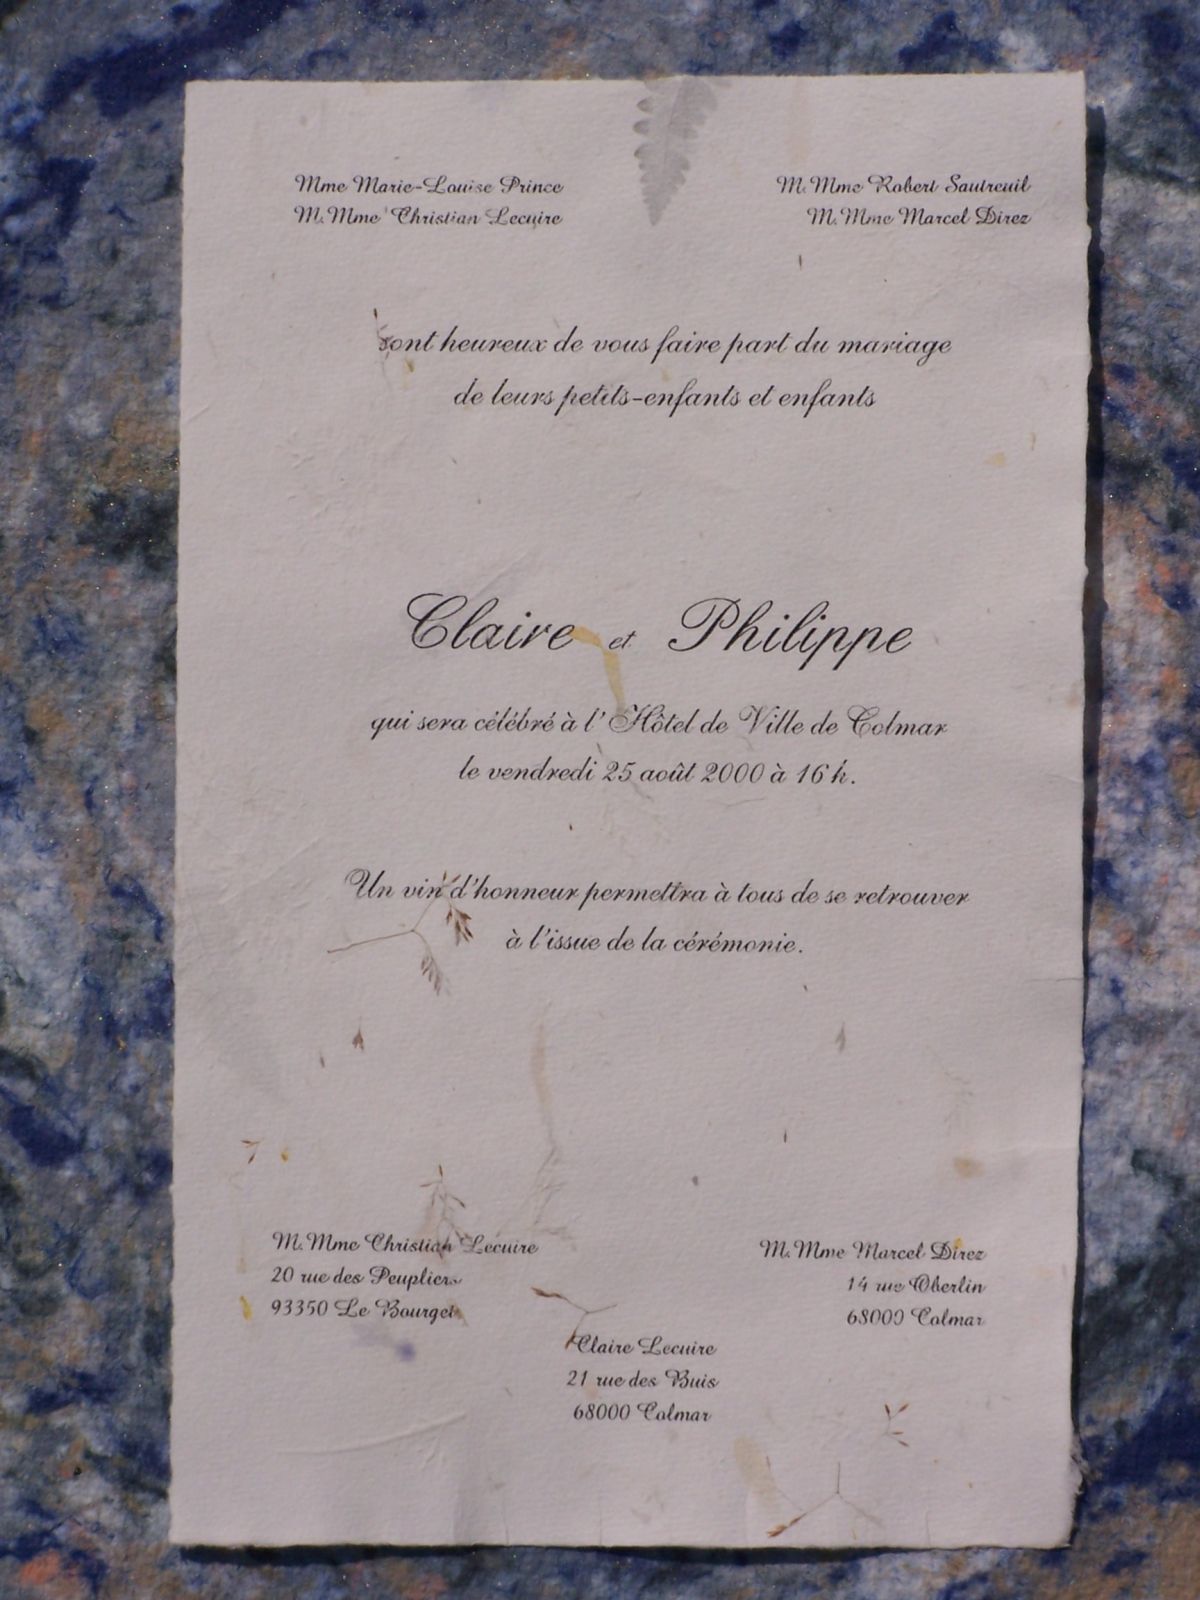 Mme Marie-Louise Prince
M. Mme Christian Lecuire
M. Mme Robert Sautreuil
M. Mme Marcel Direz
sont heureux de vous faire part du mariage
de leurs petits-enfants et enfants
Claire et Philippe
qui sera célébré à l' Hôtel de Ville de Colmar
le vendredi 25 août 2000 à 16 h.
Un vin d'honneur permettra à tous de se retrouver
à l'issue de la cérémonie.
M. Mme Christian Lecuire
20 rue des Peupliers
93350 Le Bourget
M. Mme Marcel Direz
14 rue Oberlin
68000 Colmar
Claire Lecuire
21 rue des Buis
68000 Colmar